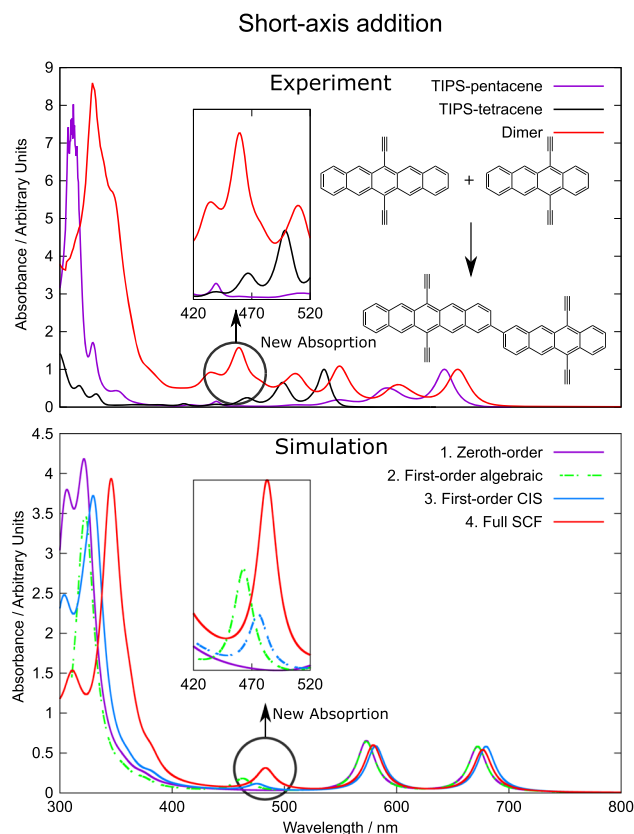 Short-axis addition
Experiment
TIPS-pentacene
TIPS-tetracene
Dimer
Absorbance / Arbitrary Units
9
8
7
6
5
4
3
2
1
0
420 470 520
New Absoprtion
+
Simulation
1. Zeroth-order
2. First-order algebraic
3. First-order CIS
4. Full SCF
Absorbance / Arbitrary Units
4.5
4
3.5
3
2.5
2
1.5
1
0.5
0
420 470 520
New Absoprtion
300 400 500 600 700 800
Wavelength / nm